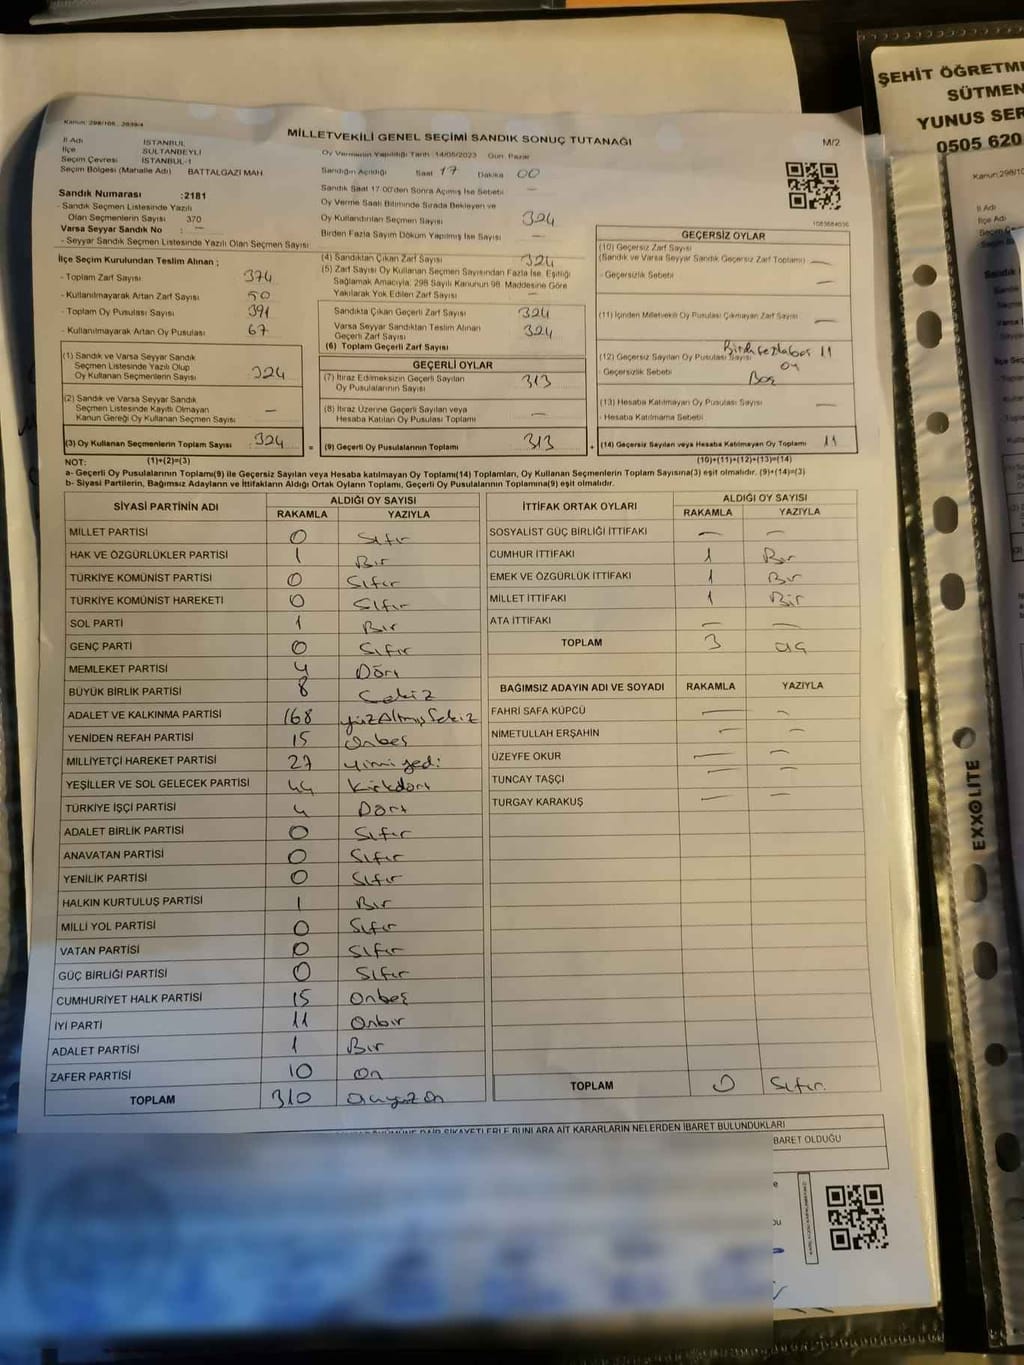 ŞEHİT ÖĞRETME
SÜTMEN
YUNUS SER
0505 620
Kanun: 298/105, 2839/4
MİLLETVEKİLİ GENEL SEÇİMİ SANDIK SONUÇ TUTANAĞI
M/2
İl Adı İSTANBUL
İlçe SULTANBEYLİ
Seçim Çevresi İSTANBUL-1
Seçim Bölgesi (Mahalle Adı) BATTALGAZİ MAH.
Sandık Numarası :2181
- Sandık Seçmen Listesinde Yazılı
Olan Seçmenlerin Sayısı 370
Varsa Seyyar Sandık No : -
- Seyyar Sandık Seçmen Listesinde Yazılı Olan Seçmen Sayısı
Oy Vermenin Yapıldığı Tarih :14/05/2023 Gün: Pazar
Sandığın Açıldığı Saat 17 Dakika 00
Sandık Saat 17:00'den Sonra Açılmış İse Sebebi —
Oy Verme Saati Bitiminde Sırada Bekleyen ve
Oy Kullandırılan Seçmen Sayısı 324
Birden Fazla Sayım Döküm Yapılmış İse Sayısı —
İlçe Seçim Kurulundan Teslim Alınan ;
- Toplam Zarf Sayısı 374
- Kullanılmayarak Artan Zarf Sayısı 50
- Toplam Oy Pusulası Sayısı 391
- Kullanılmayarak Artan Oy Pusulası 67
(1) Sandık ve Varsa Seyyar Sandık
Seçmen Listesinde Yazılı Olup
Oy Kullanan Seçmenlerin Sayısı 324
(2) Sandık ve Varsa Seyyar Sandık
Seçmen Listesinde Kayıtlı Olmayan
Kanun Gereği Oy Kullanan Seçmen Sayısı —
(3) Oy Kullanan Seçmenlerin Toplam Sayısı 324
(1)+(2)=(3)
(4) Sandıktan Çıkan Zarf Sayısı 324
(5) Zarf Sayısı Oy Kullanan Seçmen Sayısından Fazla İse, Eşitliği
Sağlamak Amacıyla, 298 Sayılı Kanunun 98. Maddesine Göre
Yakılarak Yok Edilen Zarf Sayısı —
Sandıkta Çıkan Geçerli Zarf Sayısı 324
Varsa Seyyar Sandıktan Teslim Alınan
Geçerli Zarf Sayısı 324
(6) Toplam Geçerli Zarf Sayısı
GEÇERLİ OYLAR
(7) İtiraz Edilmeksizin Geçerli Sayılan
Oy Pusulalarının Sayısı 313
(8) İtiraz Üzerine Geçerli Sayılan veya
Hesaba Katılan Oy Pusulası Toplamı —
= (9) Geçerli Oy Pusulalarının Toplamı 313
1083684036
GEÇERSİZ OYLAR
(10) Geçersiz Zarf Sayısı
(Sandık ve Varsa Seyyar Sandık Geçersiz Zarf Toplamı) —
- Geçersizlik Sebebi —
(11) İçinden Milletvekili Oy Pusulası Çıkmayan Zarf Sayısı —
(12) Geçersiz Sayılan Oy Pusulası Sayısı 11
- Geçersizlik Sebebi oy
Boş
(13) Hesaba Katılmayan Oy Pusulası Sayısı —
- Hesaba Katılmama Sebebi
+ (14) Geçersiz Sayılan veya Hesaba Katılmayan Oy Toplamı 11
(10)+(11)+(12)+(13)=(14)
NOT:
a- Geçerli Oy Pusulalarının Toplamı(9) ile Geçersiz Sayılan veya Hesaba katılmayan Oy Toplamı(14) Toplamları, Oy Kullanan Seçmenlerin Toplam Sayısına(3) eşit olmalıdır. (9)+(14)=(3)
b- Siyasi Partilerin, Bağımsız Adayların ve İttifakların Aldığı Ortak Oyların Toplamı, Geçerli Oy Pusulalarının Toplamına(9) eşit olmalıdır.
SİYASİ PARTİNİN ADI ALDIĞI OY SAYISI
RAKAMLA YAZIYLA
MİLLET PARTİSİ 0 Sıfır
HAK VE ÖZGÜRLÜKLER PARTİSİ 1 Bir
TÜRKİYE KOMÜNİST PARTİSİ 0 Sıfır
TÜRKİYE KOMÜNİST HAREKETİ 0 Sıfır
SOL PARTİ 1 Bir
GENÇ PARTİ 0 Sıfır
MEMLEKET PARTİSİ 4 Dört
BÜYÜK BİRLİK PARTİSİ 8 Sekiz
ADALET VE KALKINMA PARTİSİ 168 yüzAltmışSekiz
YENİDEN REFAH PARTİSİ 15 onbeş
MİLLİYETÇİ HAREKET PARTİSİ 27 yirmiyedi
YEŞİLLER VE SOL GELECEK PARTİSİ 44 Kırkdört
TÜRKİYE İŞÇİ PARTİSİ 4 Dört
ADALET BİRLİK PARTİSİ 0 Sıfır
ANAVATAN PARTİSİ 0 Sıfır
YENİLİK PARTİSİ 0 Sıfır
HALKIN KURTULUŞ PARTİSİ 1 Bir
MİLLİ YOL PARTİSİ 0 Sıfır
VATAN PARTİSİ 0 Sıfır
GÜÇ BİRLİĞİ PARTİSİ 0 Sıfır
CUMHURİYET HALK PARTİSİ 15 Onbeş
İYİ PARTİ 11 Onbir
ADALET PARTİSİ 1 Bir
ZAFER PARTİSİ 10 On
TOPLAM 310 üçyüz on
İTTİFAK ORTAK OYLARI ALDIĞI OY SAYISI
RAKAMLA YAZIYLA
SOSYALİST GÜÇ BİRLİĞİ İTTİFAKI — —
CUMHUR İTTİFAKI 1 Bir
EMEK VE ÖZGÜRLÜK İTTİFAKI 1 Bir
MİLLET İTTİFAKI 1 Bir
ATA İTTİFAKI — —
TOPLAM 3 üç
BAĞIMSIZ ADAYIN ADI VE SOYADI RAKAMLA YAZIYLA
FAHRİ SAFA KÜPCÜ — —
NİMETULLAH ERŞAHİN — —
ÜZEYFE OKUR — —
TUNCAY TAŞÇI — —
TURGAY KARAKUŞ — —
TOPLAM 0 Sıfır.
DAİR ŞİKAYETLERLE BUNLARA AİT KARARLARIN NELERDEN İBARET BULUNDUKLARI
BARET OLDUĞU
EXXOLITE
Kanun:298/10
İl Adı
İlçe Adı